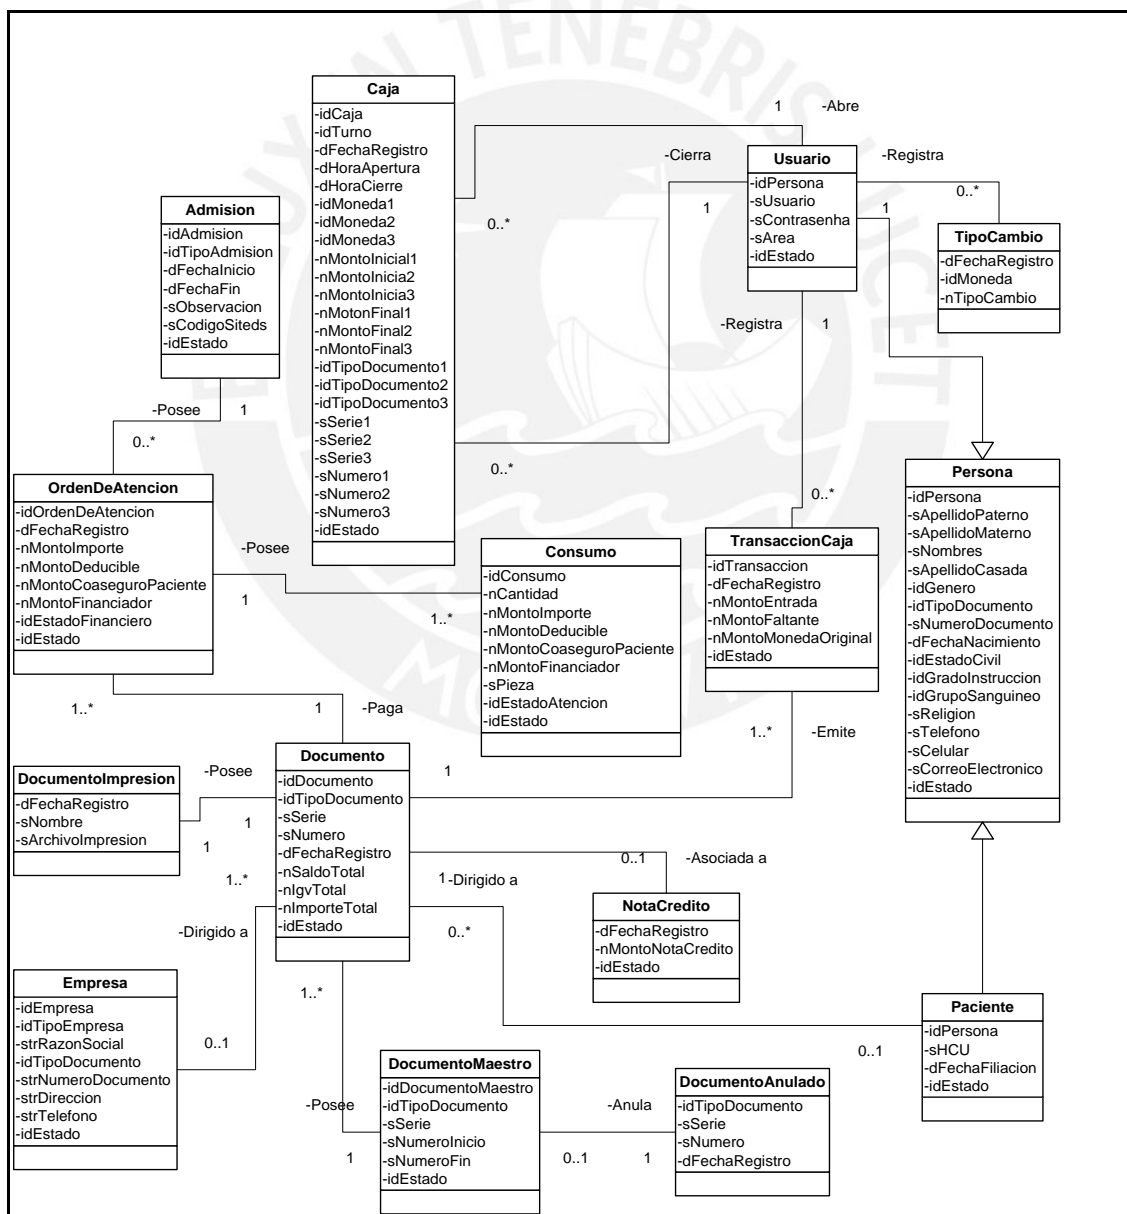 ET LUX IN TENEBRIS LUCET
MCMXVII
Caja
-idCaja
-idTurno
-dFechaRegistro
-dHoraApertura
-dHoraCierre
-idMoneda1
-idMoneda2
-idMoneda3
-nMontoInicial1
-nMontoInicia2
-nMontoInicia3
-nMotonFinal1
-nMontoFinal2
-nMontoFinal3
-idTipoDocumento1
-idTipoDocumento2
-idTipoDocumento3
-sSerie1
-sSerie2
-sSerie3
-sNumero1
-sNumero2
-sNumero3
-idEstado
1
-Abre
0..*
-Cierra
1
0..*
Usuario
-idPersona
-sUsuario
-sContrasenha
-sArea
-idEstado
-Registra
0..*
1
TipoCambio
-dFechaRegistro
-idMoneda
-nTipoCambio
Admision
-idAdmision
-idTipoAdmision
-dFechaInicio
-dFechaFin
-sObservacion
-sCodigoSiteds
-idEstado
-Posee
1
0..*
-Registra
1
0..*
OrdenDeAtencion
-idOrdenDeAtencion
-dFechaRegistro
-nMontoImporte
-nMontoDeducible
-nMontoCoaseguroPaciente
-nMontoFinanciador
-idEstadoFinanciero
-idEstado
-Posee
1
1..*
Consumo
-idConsumo
-nCantidad
-nMontoImporte
-nMontoDeducible
-nMontoCoaseguroPaciente
-nMontoFinanciador
-sPieza
-idEstadoAtencion
-idEstado
TransaccionCaja
-idTransaccion
-dFechaRegistro
-nMontoEntrada
-nMontoFaltante
-nMontoMonedaOriginal
-idEstado
Persona
-idPersona
-sApellidoPaterno
-sApellidoMaterno
-sNombres
-sApellidoCasada
-idGenero
-idTipoDocumento
-sNumeroDocumento
-dFechaNacimiento
-idEstadoCivil
-idGradoInstruccion
-idGrupoSanguineo
-sReligion
-sTelefono
-sCelular
-sCorreoElectronico
-idEstado
1..*
1
-Paga
1..*
-Emite
1
DocumentoImpresion
-dFechaRegistro
-sNombre
-sArchivoImpresion
-Posee
1
1
Documento
-idDocumento
-idTipoDocumento
-sSerie
-sNumero
-dFechaRegistro
-nSaldoTotal
-nIgvTotal
-nImporteTotal
-idEstado
0..1
-Asociada a
1
-Dirigido a
0..*
NotaCredito
-dFechaRegistro
-nMontoNotaCredito
-idEstado
1..*
-Dirigido a
0..1
Empresa
-idEmpresa
-idTipoEmpresa
-strRazonSocial
-idTipoDocumento
-strNumeroDocumento
-strDireccion
-strTelefono
-idEstado
1..*
-Posee
1
DocumentoMaestro
-idDocumentoMaestro
-idTipoDocumento
-sSerie
-sNumeroInicio
-sNumeroFin
-idEstado
-Anula
0..1
1
DocumentoAnulado
-idTipoDocumento
-sSerie
-sNumero
-dFechaRegistro
0..1
Paciente
-idPersona
-sHCU
-dFechaFiliacion
-idEstado